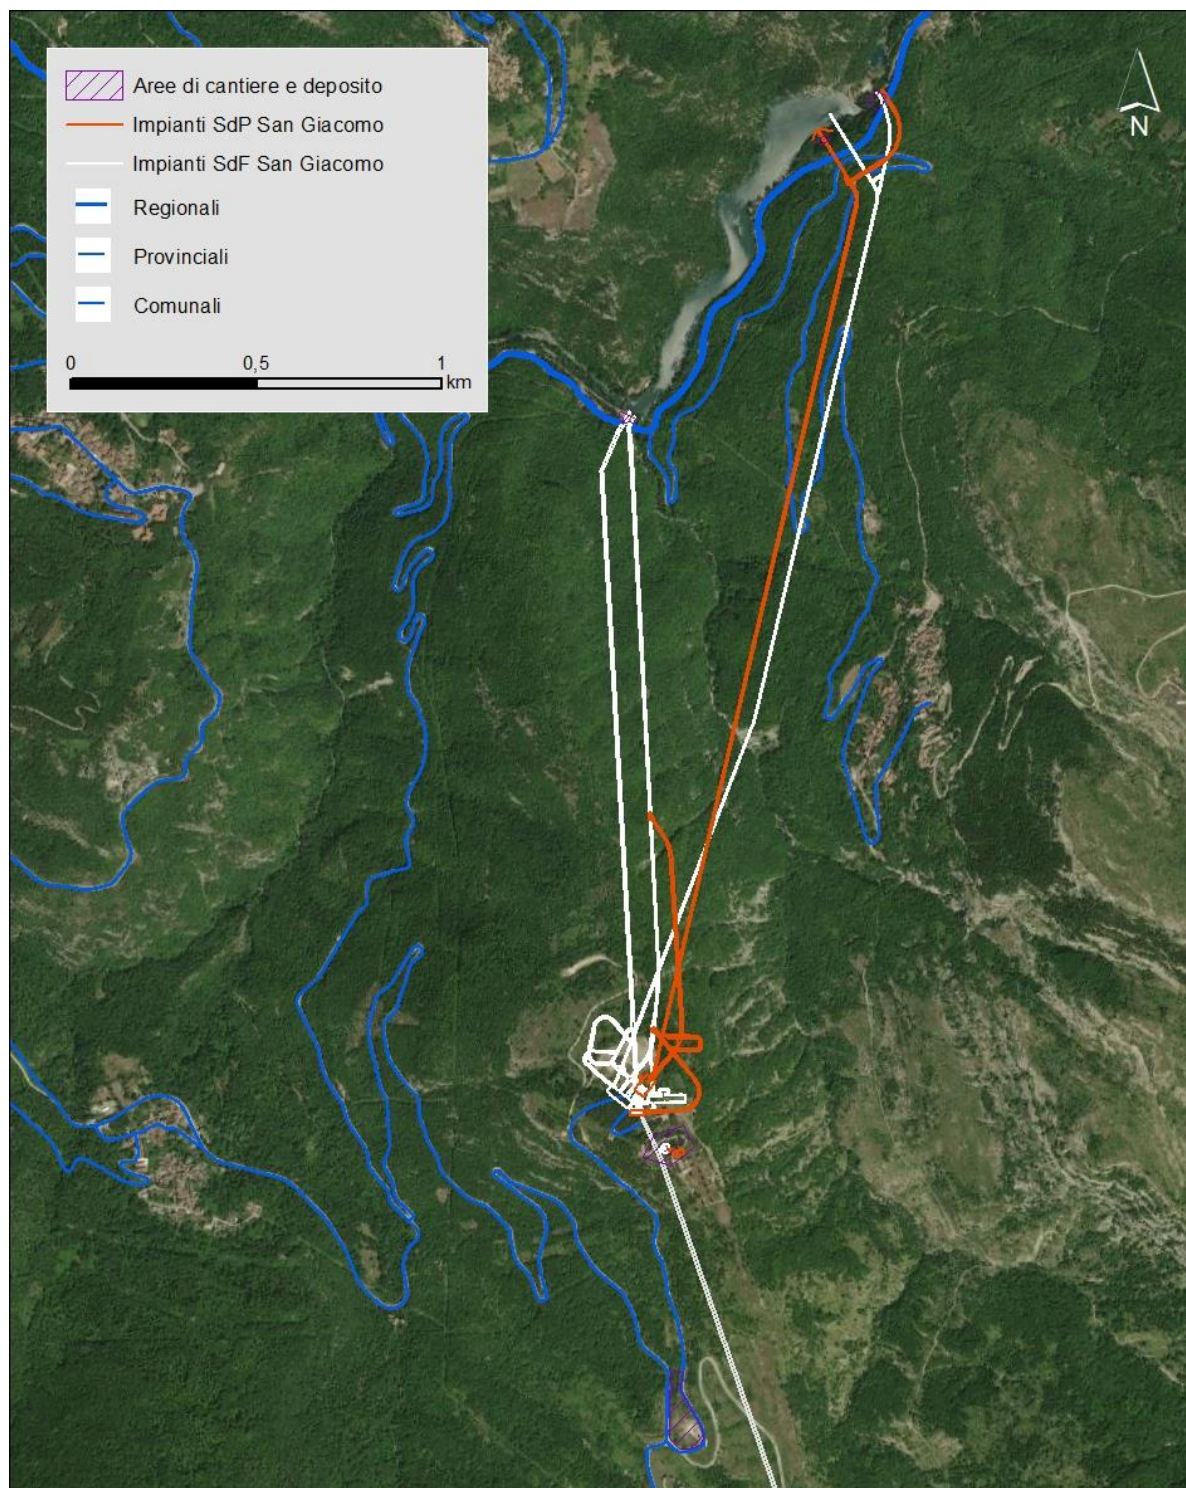 Aree di cantiere e deposito
Impianti SdP San Giacomo
Impianti SdF San Giacomo
Regionali
Provinciali
Comunali
0 0,5 1
km
N